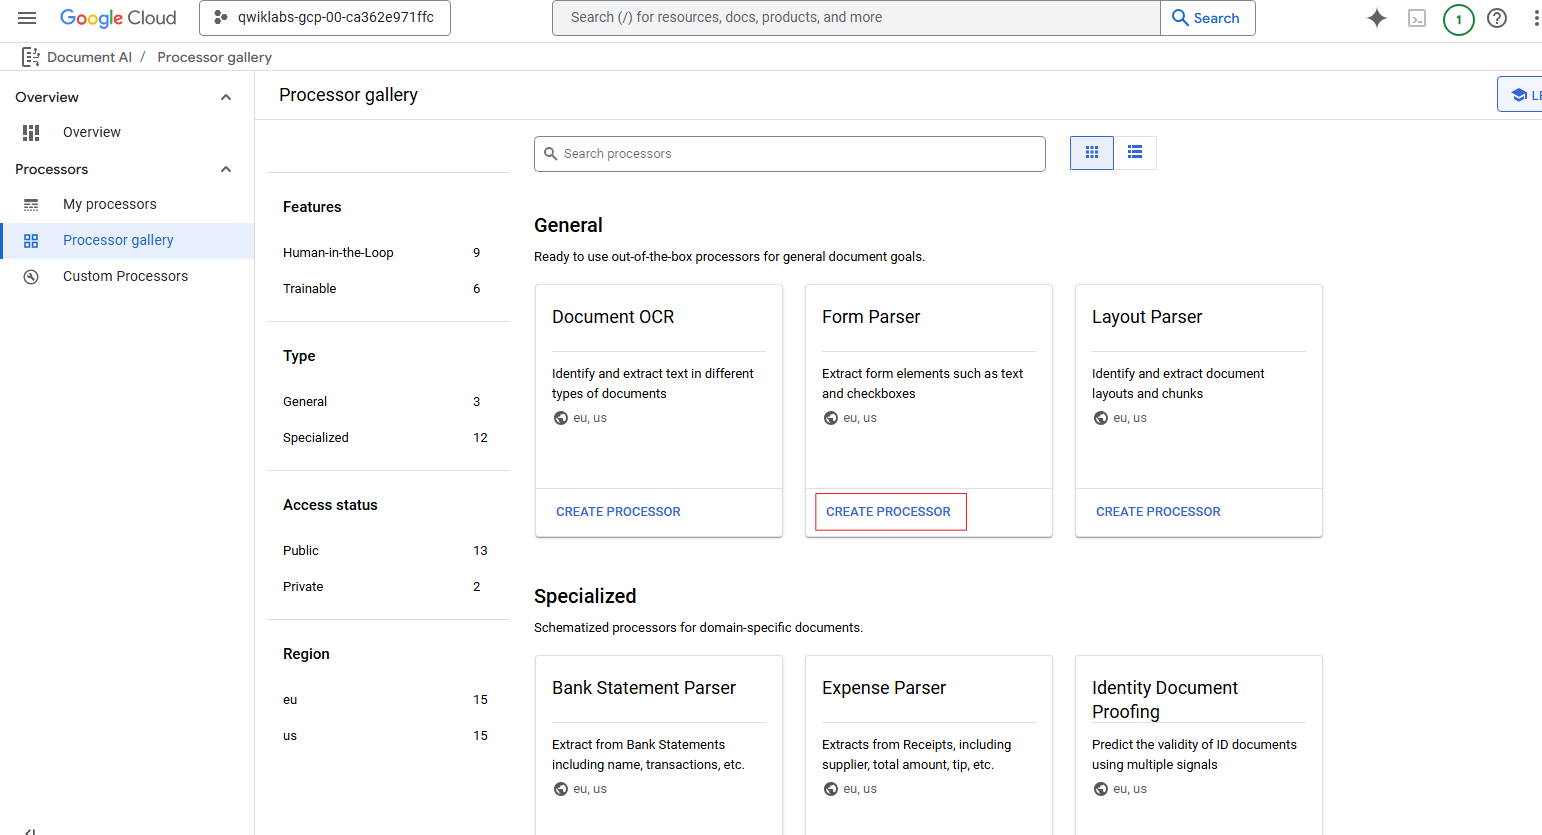 Google Cloud
qwiklabs-gcp-00-ca362e971ffc
Search (/) for resources, docs, products, and more
Search
1
Document AI / Processor gallery
Overview
Overview
Processors
My processors
Processor gallery
Custom Processors
Processor gallery
LE
Search processors
Features
Human-in-the-Loop 9
Trainable 6
Type
General 3
Specialized 12
Access status
Public 13
Private 2
Region
eu 15
us 15
General
Ready to use out-of-the-box processors for general document goals.
Document OCR
Identify and extract text in different
types of documents
eu, us
CREATE PROCESSOR
Form Parser
Extract form elements such as text
and checkboxes
eu, us
CREATE PROCESSOR
Layout Parser
Identify and extract document
layouts and chunks
eu, us
CREATE PROCESSOR
Specialized
Schematized processors for domain-specific documents.
Bank Statement Parser
Extract from Bank Statements
including name, transactions, etc.
eu, us
Expense Parser
Extracts from Receipts, including
supplier, total amount, tip, etc.
eu, us
Identity Document
Proofing
Predict the validity of ID documents
using multiple signals
eu, us